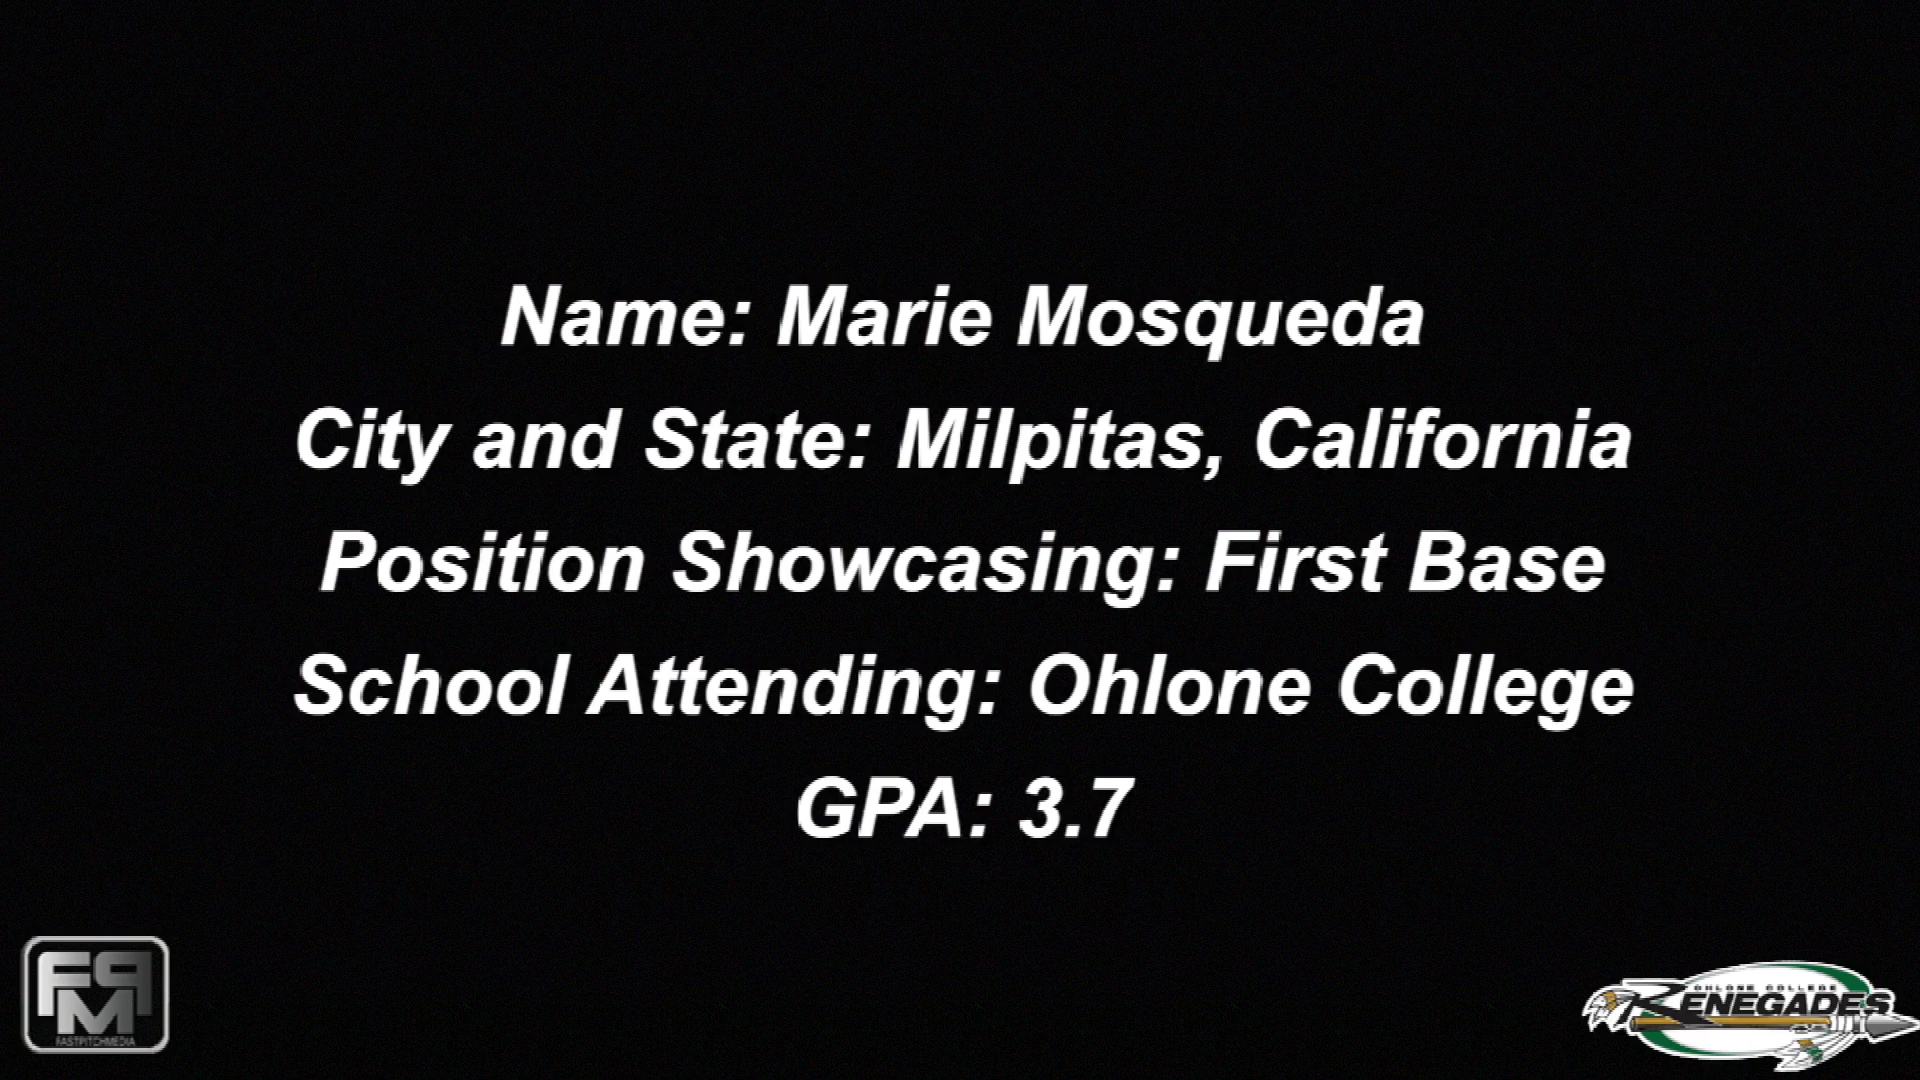 Name: Marie Mosqueda
City and State: Milpitas, California
Position Showcasing: First Base
School Attending: Ohlone College
GPA: 3.7
FPM
FASTPITCHMEDIA
OHLONE COLLEGE
RENEGADES